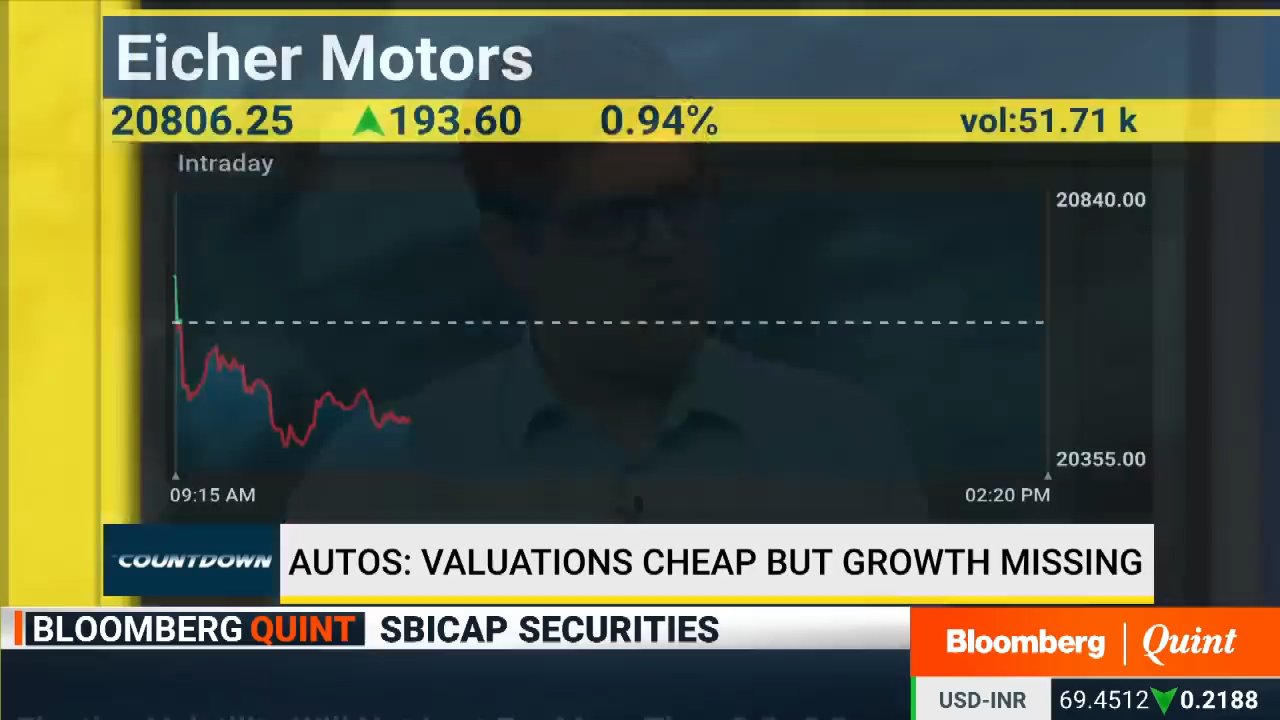 Eicher Motors
20806.25 ▲ 193.60 0.94% vol:51.71 k
Intraday
20840.00
20355.00
09:15 AM 02:20 PM
COUNTDOWN AUTOS: VALUATIONS CHEAP BUT GROWTH MISSING
BLOOMBERG QUINT SBICAP SECURITIES
Bloomberg | Quint
USD-INR 69.4512 ▼ 0.2188